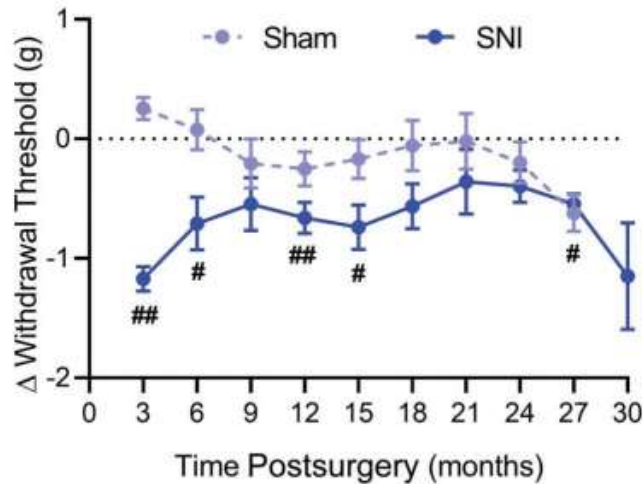 1
Sham SNI
0
-1
-2
Δ Withdrawal Threshold (g)
## # ## # #
0 3 6 9 12 15 18 21 24 27 30
Time Postsurgery (months)